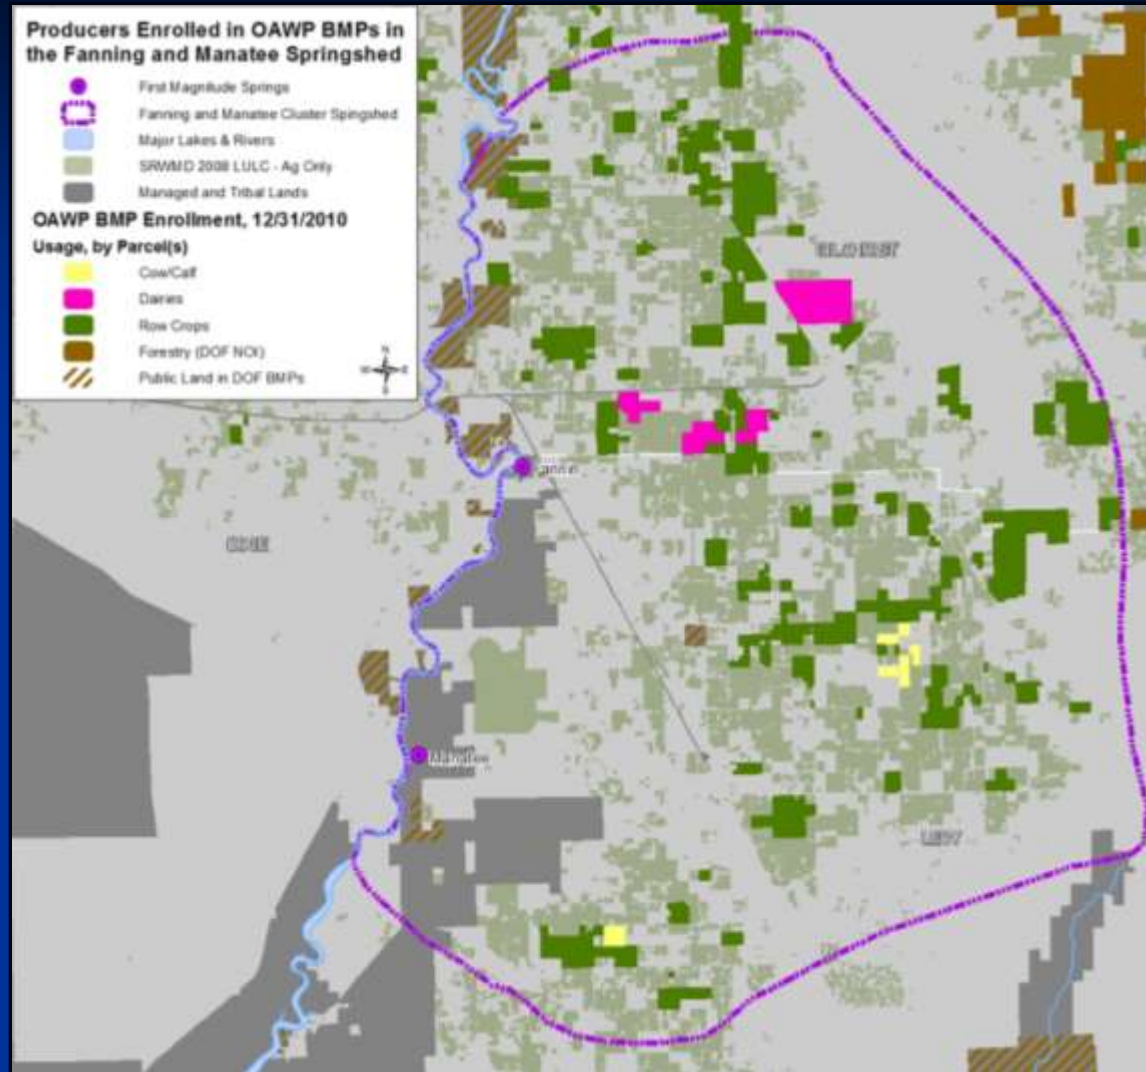 Producers Enrolled in OAWP BMPs in
the Fanning and Manatee Springshed
First Magnitude Springs
Fanning and Manatee Cluster Spingshed
Major Lakes & Rivers
SRWMD 2008 LULC - Ag Only
Managed and Tribal Lands
OAWP BMP Enrollment, 12/31/2010
Usage, by Parcel(s)
Cow/Calf
Dairies
Row Crops
Forestry (DOF NOI)
Public Land in DOF BMPs
N
W
E
S
GILCHRIST
DIXIE
Manatee
LEVY